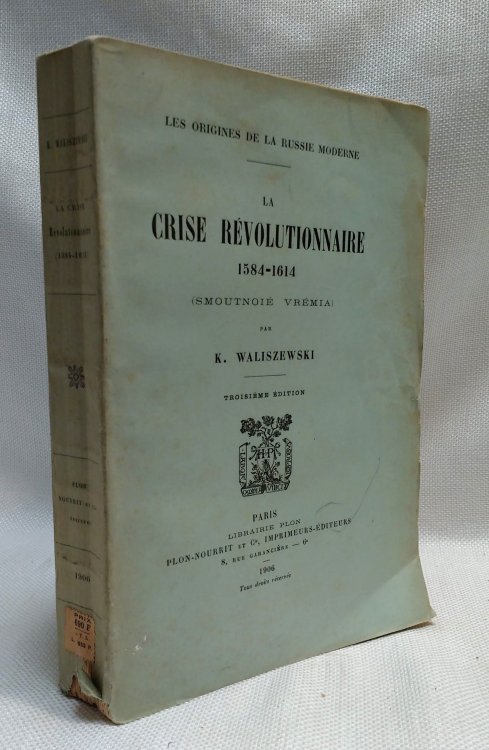 LES ORIGINES DE LA RUSSIE MODERNE
LA
CRISE RÉVOLUTIONNAIRE
1584-1614
(SMOUTNOIÉ VRÉMIA)
PAR
K. WALISZEWSKI
TROISIÈME ÉDITION
PARIS
LIBRAIRIE PLON
PLON-NOURRIT ET Cie, IMPRIMEURS-ÉDITEURS
8, RUE GARANCIÈRE — 6e
1906
Tous droits réservés
K. WALISZEWSKI
LA CRISE
Révolutionnaire
1906
PRIX